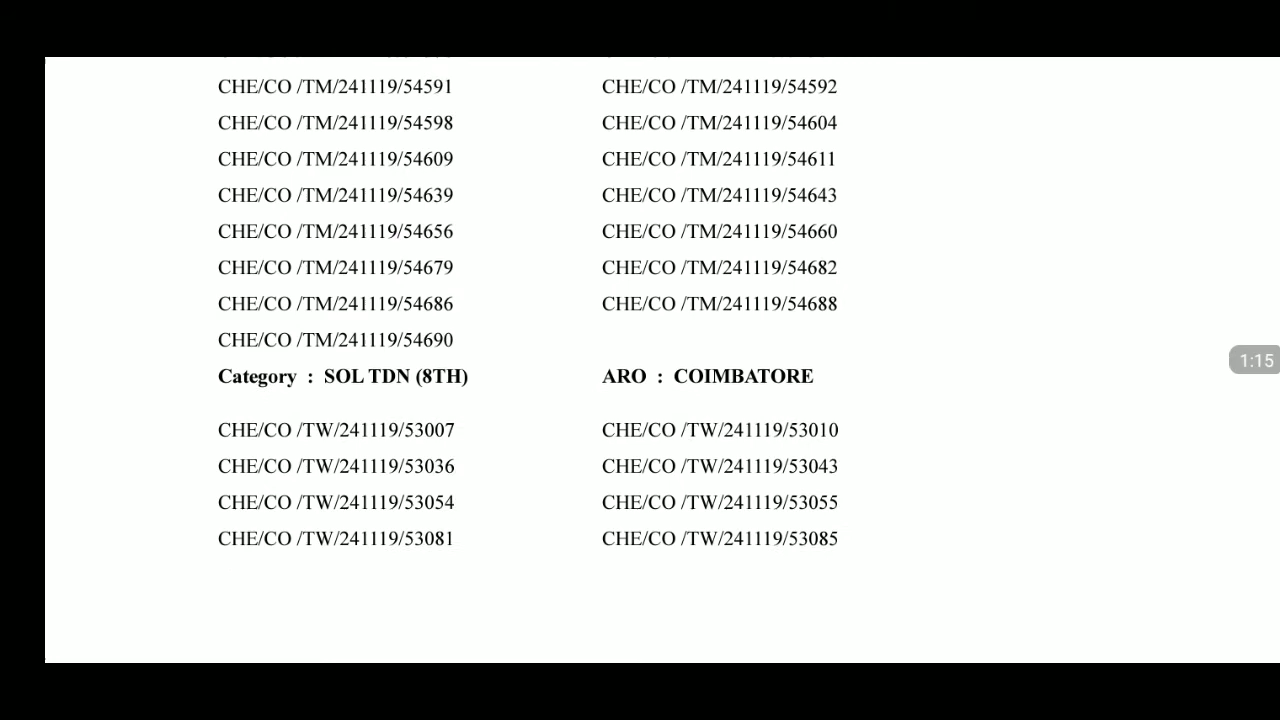 CHE/CO /TM/241119/54591 CHE/CO /TM/241119/54592
CHE/CO /TM/241119/54598 CHE/CO /TM/241119/54604
CHE/CO /TM/241119/54609 CHE/CO /TM/241119/54611
CHE/CO /TM/241119/54639 CHE/CO /TM/241119/54643
CHE/CO /TM/241119/54656 CHE/CO /TM/241119/54660
CHE/CO /TM/241119/54679 CHE/CO /TM/241119/54682
CHE/CO /TM/241119/54686 CHE/CO /TM/241119/54688
CHE/CO /TM/241119/54690
Category : SOL TDN (8TH) ARO : COIMBATORE
CHE/CO /TW/241119/53007 CHE/CO /TW/241119/53010
CHE/CO /TW/241119/53036 CHE/CO /TW/241119/53043
CHE/CO /TW/241119/53054 CHE/CO /TW/241119/53055
CHE/CO /TW/241119/53081 CHE/CO /TW/241119/53085
1:15